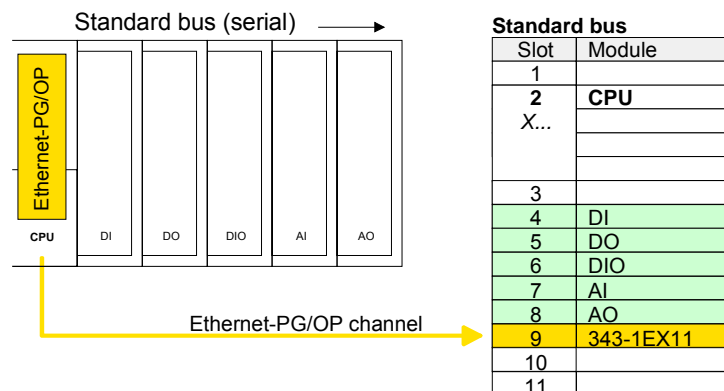 Standard bus (serial)
Ethernet-PG/OP
CPU
DI
DO
DIO
AI
AO
Ethernet-PG/OP channel
Standard bus
Slot Module
1
2 CPU
X...
3
4 DI
5 DO
6 DIO
7 AI
8 AO
9 343-1EX11
10
11